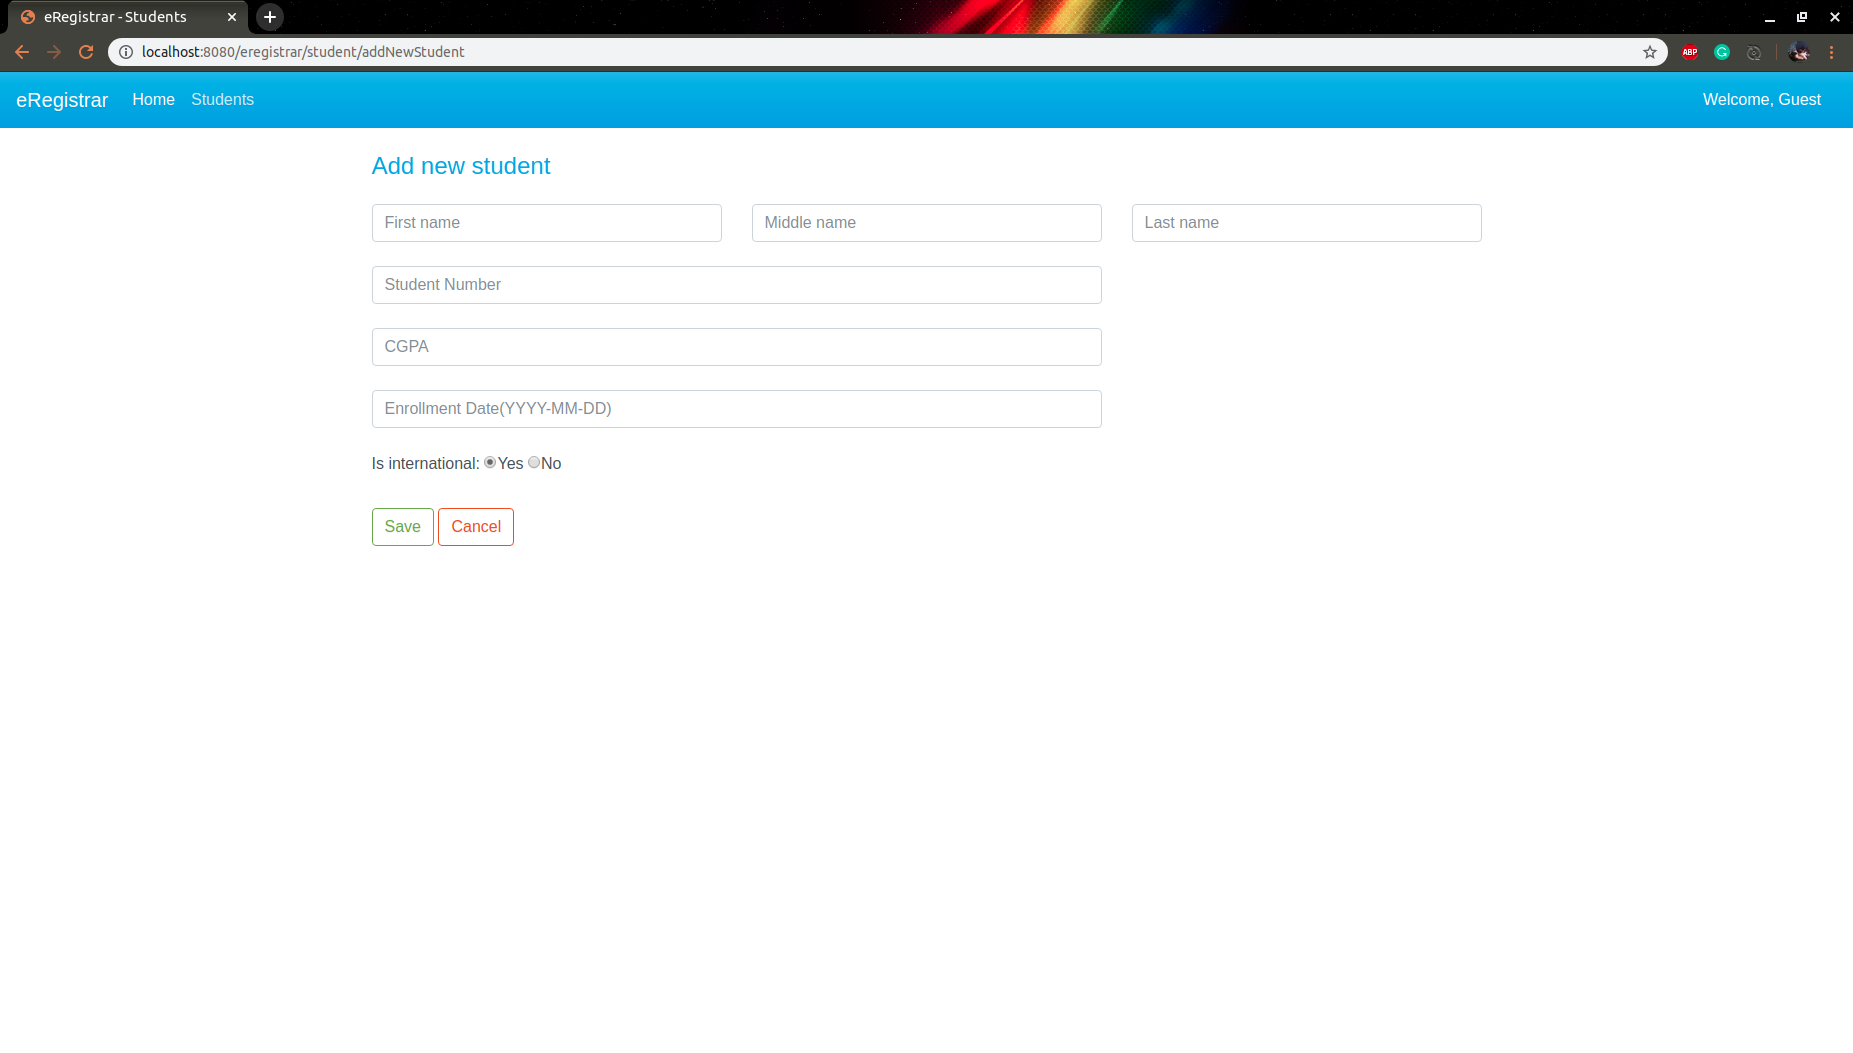 eRegistrar - Students
localhost:8080/eregistrar/student/addNewStudent
ABP
eRegistrar Home Students Welcome, Guest
Add new student
First name Middle name Last name
Student Number
CGPA
Enrollment Date(YYYY-MM-DD)
Is international: Yes No
Save Cancel